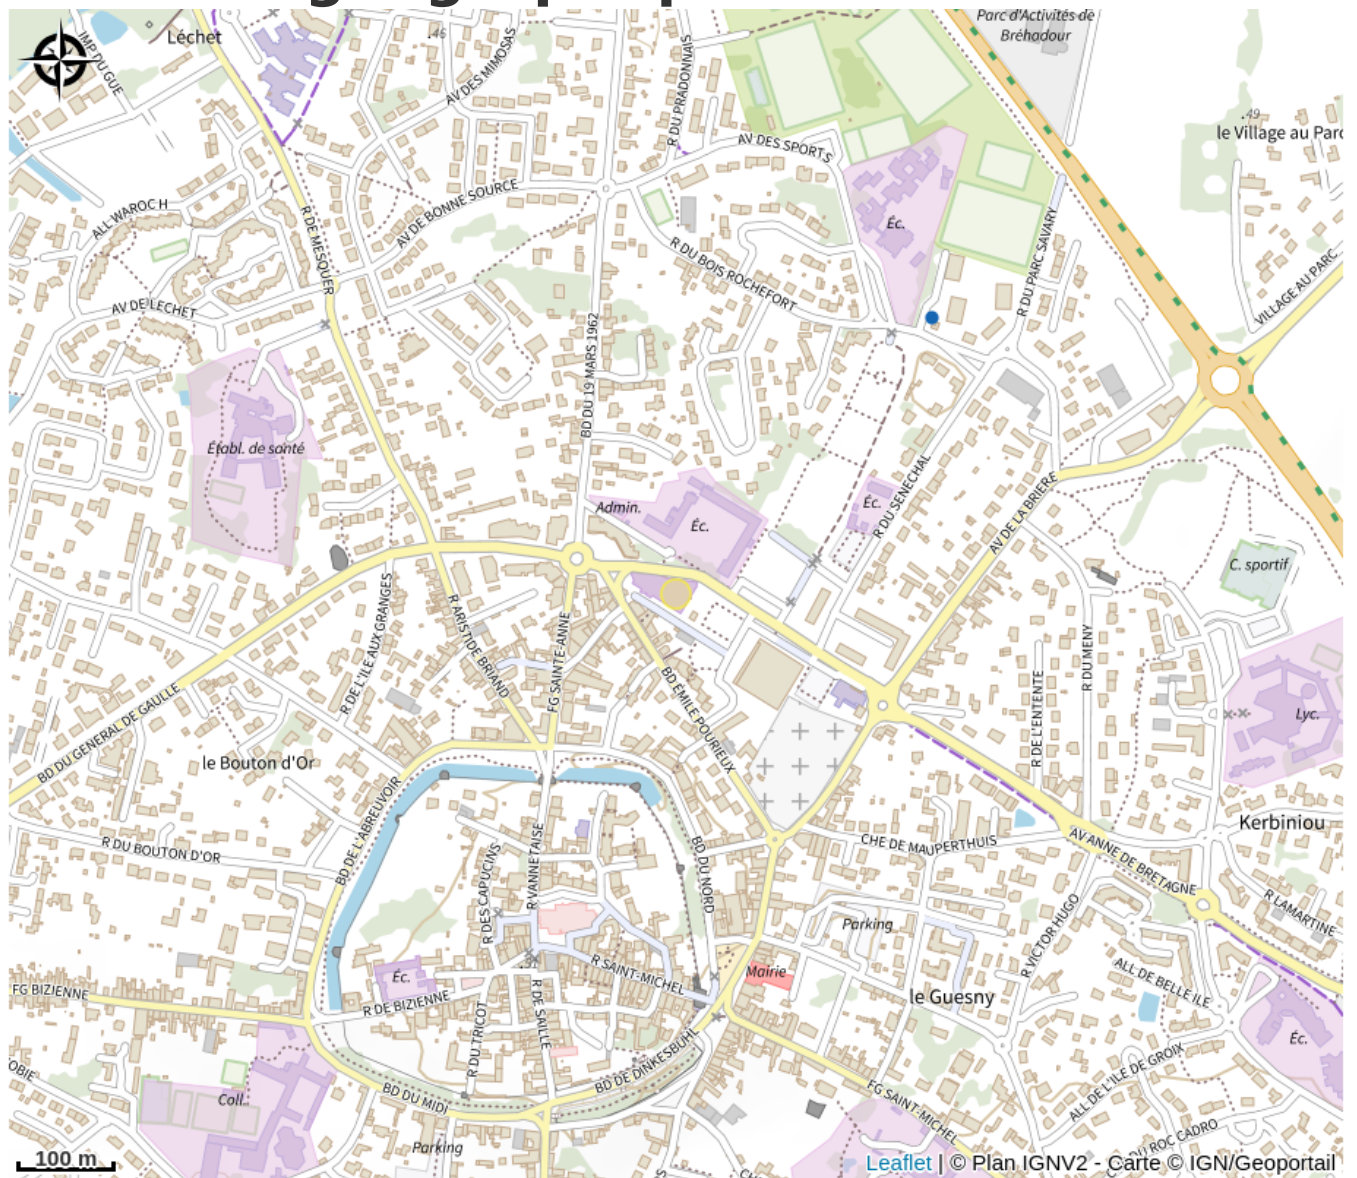 Léchet
IMP DU GUE
46
AV DES MIMOSAS
R DU PRADONNAIS
Parc d'Activités de
Bréhadour
AV DES SPORTS
49
le Village au Parc
ALL WAROC H
AV DE BONNE SOURCE
R DE MESQUER
Éc.
R DU BOIS ROCHEFORT
R DU PARC SAVARY
VILLAGE AU PARC
AV DE LECHET
BD DU 19 MARS 1962
Établ. de santé
Admin.
Éc.
Éc.
R DU SENECHAL
AV DE LA BRIERE
C. sportif
R DE L'ILE AUX GRANGES
R ARISTIDE BRIAND
FG SAINTE-ANNE
BD EMILE POURIEUX
R DU MENY
R DE L'ENTENTE
Lyc.
BD DU GENERAL DE GAULLE
le Bouton d'Or
BD DE L'ABREUVOIR
R DU BOUTON D'OR
R VANNETAISE
R DES CAPUCINS
BD DU NORD
CHE DE MAUPERTHUIS
AV ANNE DE BRETAGNE
Kerbiniou
R LAMARTINE
Parking
R VICTOR HUGO
Mairie
R SAINT-MICHEL
ALL DE BELLE ILE
le Guesny
FG BIZIENNE
Éc.
R DE BIZIENNE
R DU TRICOT
R DE SAILLE
BD DE DINKESBUHL
Éc.
OBIE
Coll.
BD DU MIDI
FG SAINT-MICHEL
ALL DE L'ILE DE GROIX
DU ROC CADRO
Parking
100 m
Leaflet | © Plan IGNV2 - Carte © IGN/Geoportail